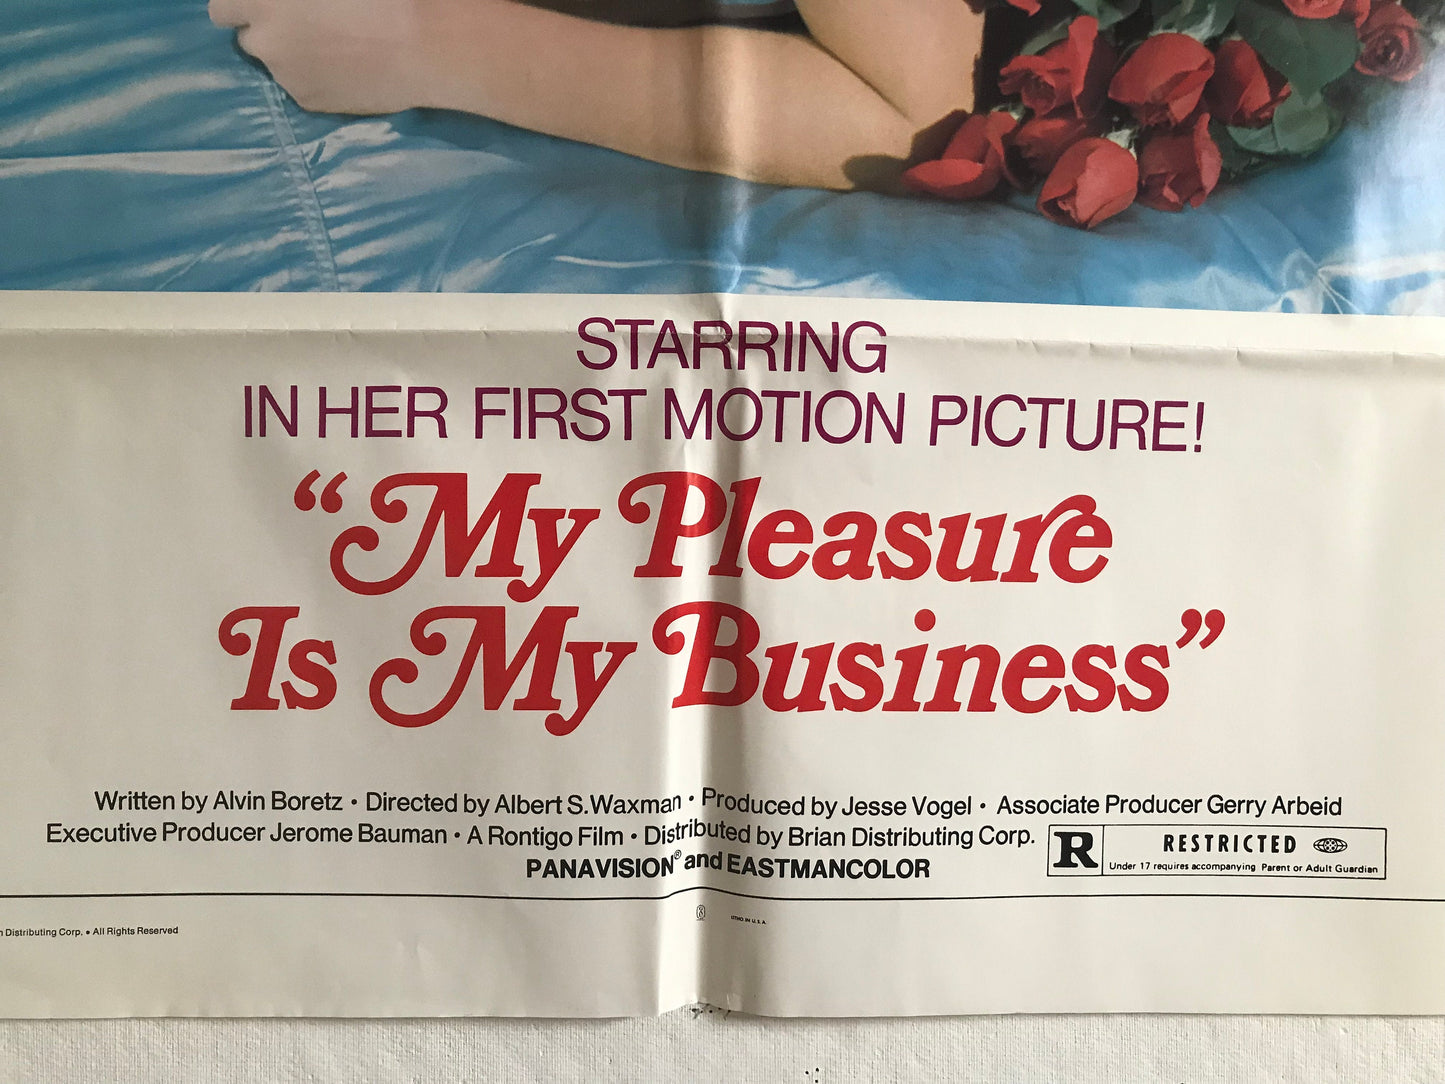 STARRING
IN HER FIRST MOTION PICTURE!
“My Pleasure
Is My Business”
Written by Alvin Boretz • Directed by Albert S. Waxman • Produced by Jesse Vogel • Associate Producer Gerry Arbeid
Executive Producer Jerome Bauman • A Rontigo Film • Distributed by Brian Distributing Corp.
PANAVISION® and EASTMANCOLOR
R RESTRICTED
Under 17 requires accompanying Parent or Adult Guardian
Distributing Corp. • All Rights Reserved
LITHO IN U.S.A.